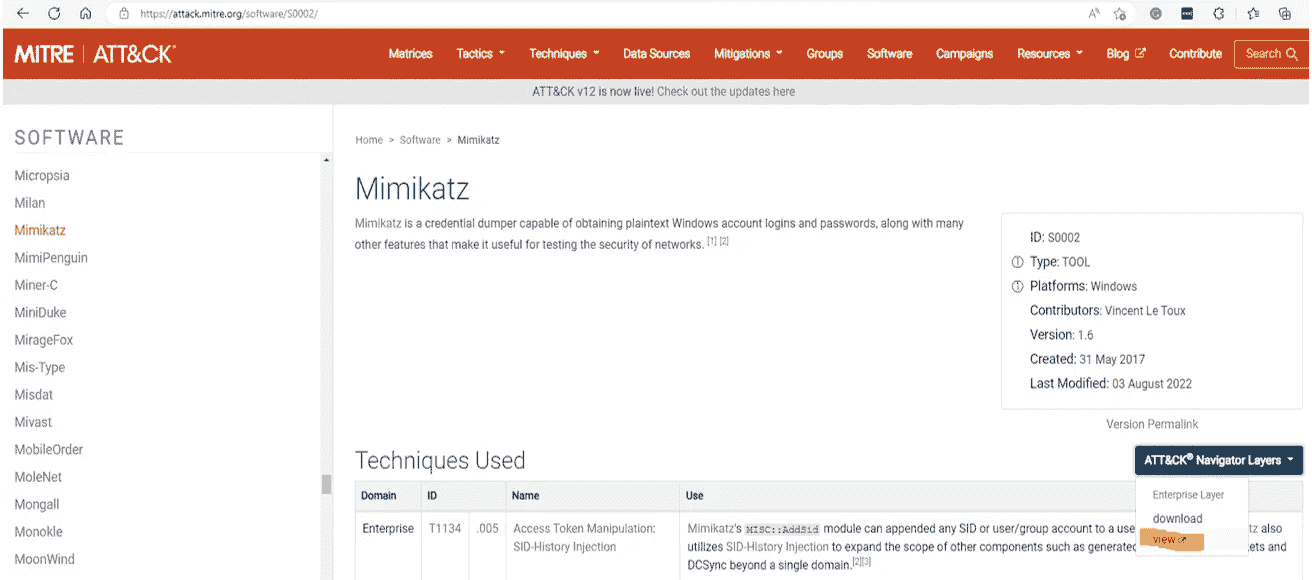 https://attack.mitre.org/software/S0002/
MITRE | ATT&CK®
Matrices Tactics Techniques Data Sources Mitigations Groups Software Campaigns Resources Blog Contribute Search
ATT&CK v12 is now live! Check out the updates here
SOFTWARE
Micropsia
Milan
Mimikatz
MimiPenguin
Miner-C
MiniDuke
MirageFox
Mis-Type
Misdat
Mivast
MobileOrder
MoleNet
Mongall
Monokle
MoonWind
Home > Software > Mimikatz
Mimikatz
Mimikatz is a credential dumper capable of obtaining plaintext Windows account logins and passwords, along with many
other features that make it useful for testing the security of networks. [1] [2]
ID: S0002
Type: TOOL
Platforms: Windows
Contributors: Vincent Le Toux
Version: 1.6
Created: 31 May 2017
Last Modified: 03 August 2022
Version Permalink
Techniques Used
ATT&CK® Navigator Layers
Enterprise Layer
download
view
Domain ID Name Use
Enterprise T1134 .005 Access Token Manipulation:
SID-History Injection
Mimikatz's MISC::AddSid module can appended any SID or user/group account to a use tz also
utilizes SID-History Injection to expand the scope of other components such as generated kets and
DCSync beyond a single domain.[2][3]